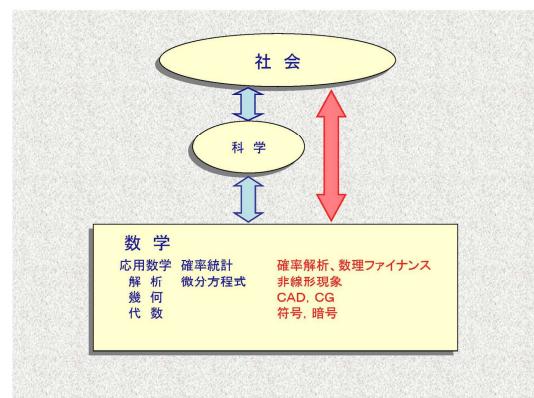 社 会
科 学
数 学
応用数学 確率統計 確率解析、数理ファイナンス
解 析 微分方程式 非線形現象
幾 何 CAD, CG
代 数 符号, 暗号